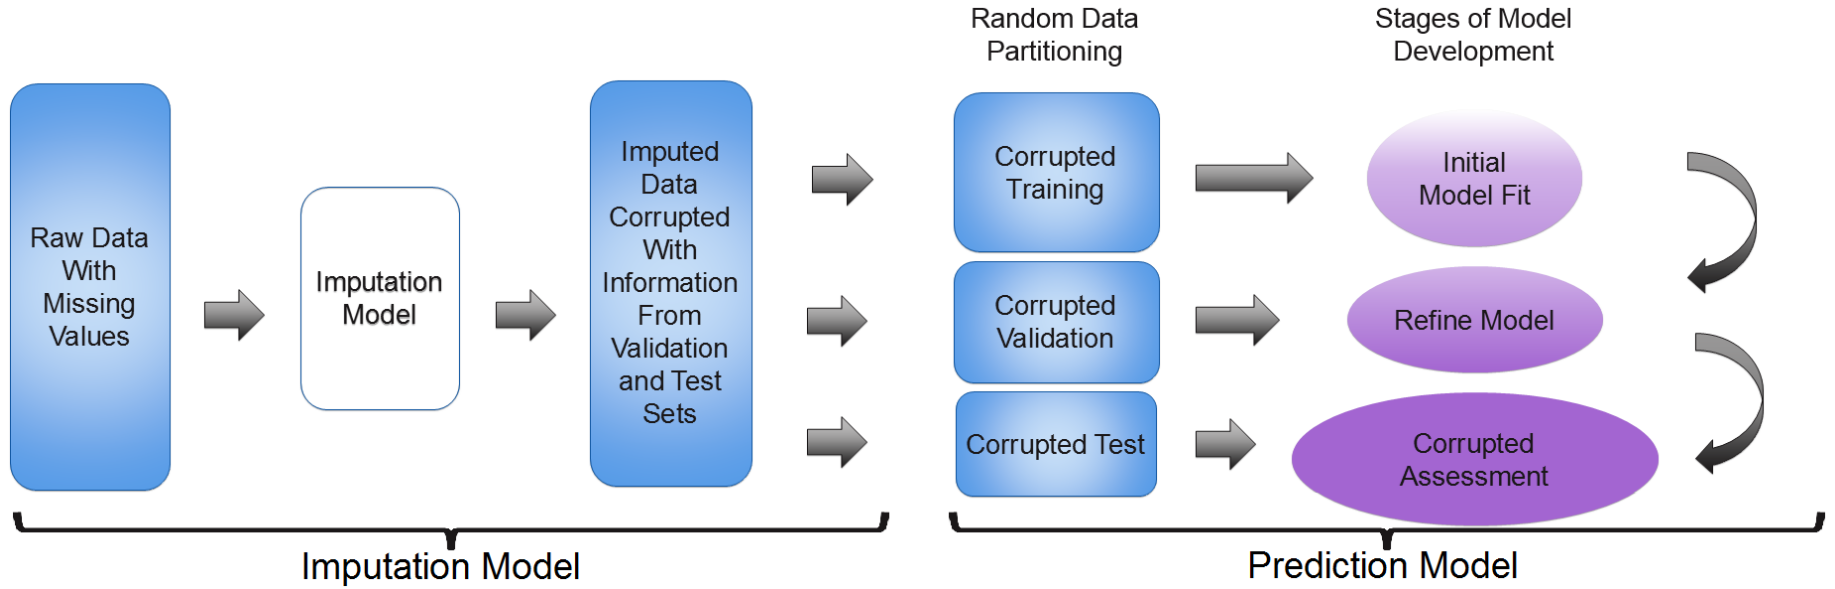 Random Data
Partitioning
Stages of Model
Development
Raw Data
With
Missing
Values
Imputation
Model
Imputed
Data
Corrupted
With
Information
From
Validation
and Test
Sets
Corrupted
Training
Initial
Model Fit
Corrupted
Validation
Refine Model
Corrupted Test
Corrupted
Assessment
Imputation Model
Prediction Model